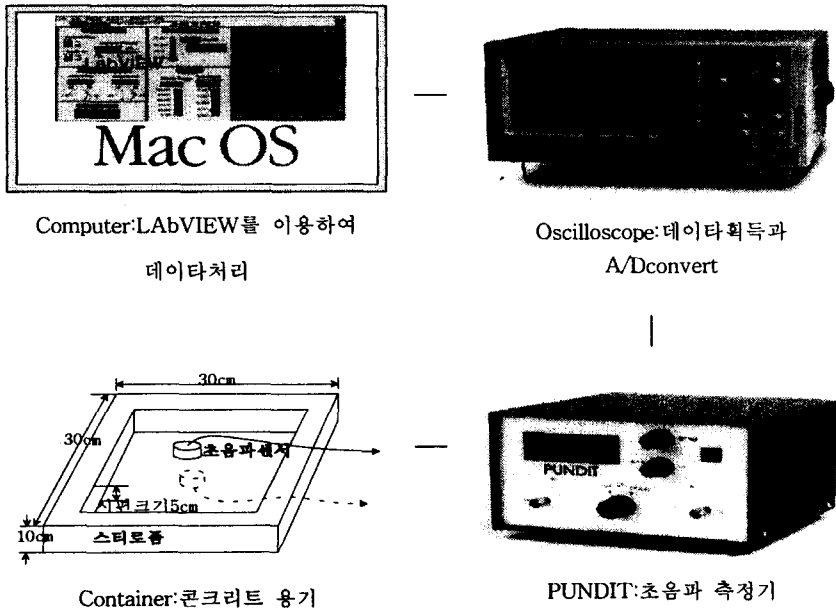 LabVIEW
Mac OS
Computer:LAbVIEW를 이용하여
데이타처리
Oscilloscope:데이타획득과
A/Dconvert
30cm
30cm
초음파센서
시편크기5cm
10cm
스티로폼
Container:콘크리트 용기
PUNDIT
PUNDIT:초음파 측정기